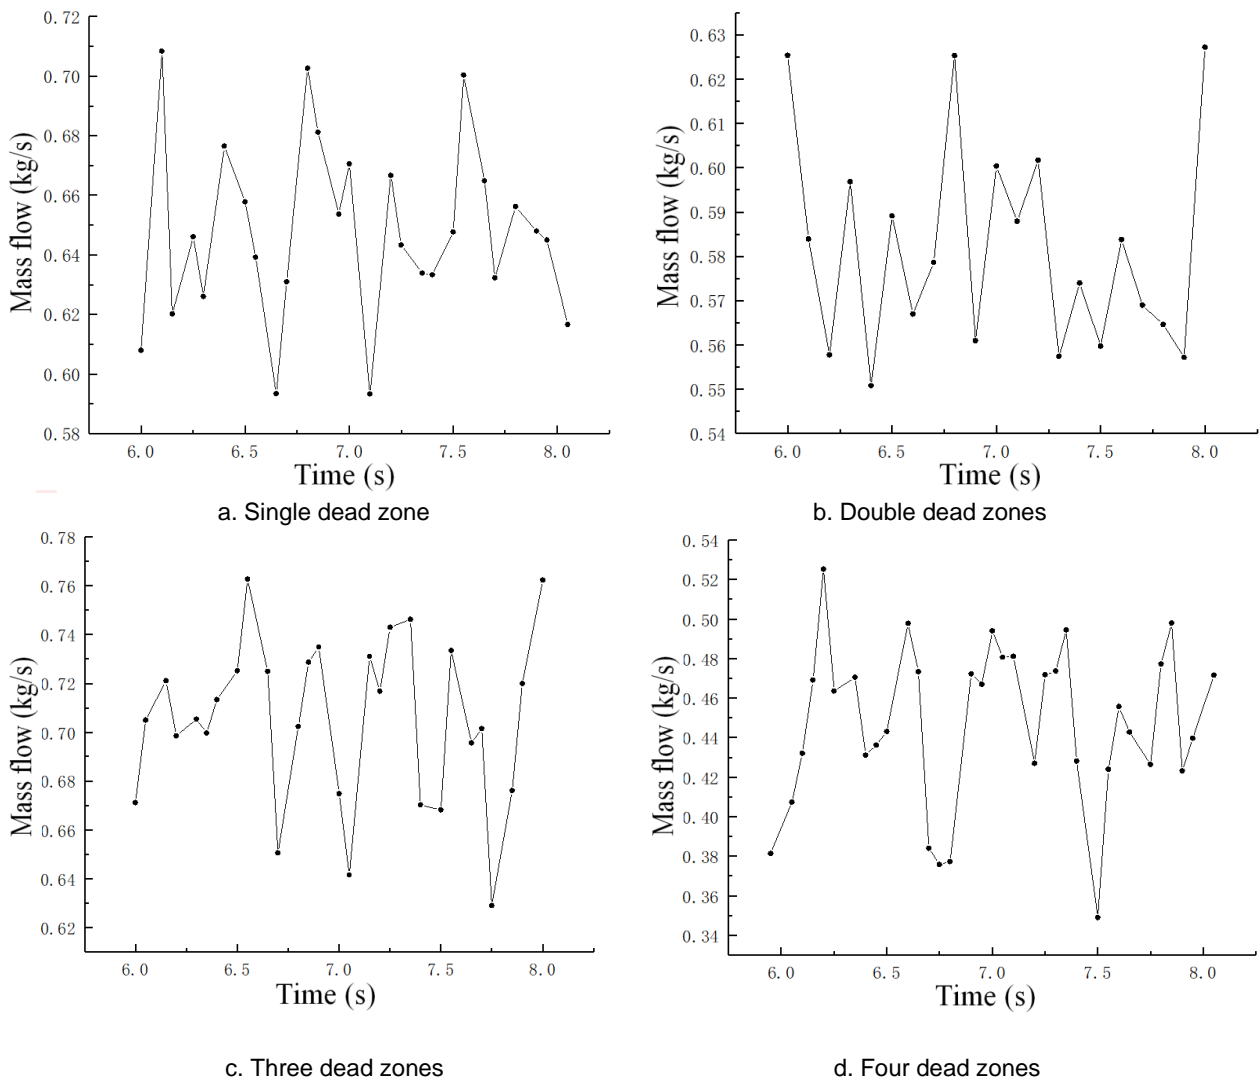 0.72
0.70
0.68
0.66
0.64
0.62
0.60
0.58
Mass flow (kg/s)
6.0 6.5 7.0 7.5 8.0
Time (s)
a. Single dead zone
0.63
0.62
0.61
0.60
0.59
0.58
0.57
0.56
0.55
0.54
Mass flow (kg/s)
6.0 6.5 7.0 7.5 8.0
Time (s)
b. Double dead zones
0.78
0.76
0.74
0.72
0.70
0.68
0.66
0.64
0.62
Mass flow (kg/s)
6.0 6.5 7.0 7.5 8.0
Time (s)
c. Three dead zones
0.54
0.52
0.50
0.48
0.46
0.44
0.42
0.40
0.38
0.36
0.34
Mass flow (kg/s)
6.0 6.5 7.0 7.5 8.0
Time (s)
d. Four dead zones